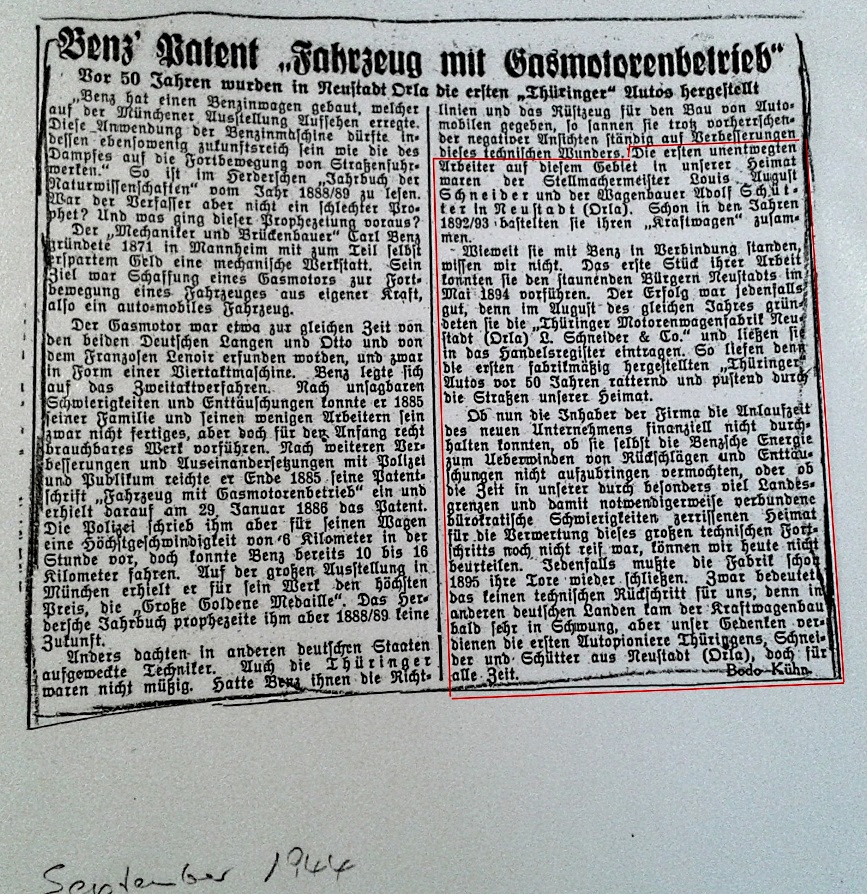 Benz' Patent „Fahrzeug mit Gasmotorenbetrieb“
Vor 50 Jahren wurden in Neustadt Orla die ersten „Thüringer“ Autos hergestellt
„Benz hat einen Benzinwagen gebaut, welcher
auf der Münchener Ausstellung Aufsehen erregte.
Diese Anwendung der Benzinmaschine dürfte in-
dessen ebensowenig zukunftsreich sein wie die des
Dampfes auf die Fortbewegung von Straßenfuhr-
werken.“ So ist im Herderschen „Jahrbuch der
Naturwissenschaften“ vom Jahr 1888/89 zu lesen.
War der Verfasser aber nicht ein schlechter Pro-
phet? Und was ging dieser Prophezeiung voraus?
Der „Mechaniker und Brückenbauer“ Carl Benz
gründete 1871 in Mannheim mit zum Teil selbst
erspartem Geld eine mechanische Werkstatt. Sein
Ziel war Schaffung eines Gasmotors zur Fort-
bewegung eines Fahrzeuges aus eigener Kraft,
also ein auto-mobiles Fahrzeug.
Der Gasmotor war etwa zur gleichen Zeit von
den beiden Deutschen Langen und Otto und von
dem Franzosen Lenoir erfunden wotden, und zwar
in Form einer Viertaktmaschine. Benz legte sich
auf das Zweitaktverfahren. Nach unsagbaren
Schwierigkeiten und Enttäuschungen konnte er 1885
seiner Familie und seinen wenigen Arbeitern sein
zwar nicht fertiges, aber doch für den Anfang recht
brauchbares Werk vorführen. Nach weiteren Ver-
besserungen und Auseinandersetzungen mit Polizei
und Publikum reichte er Ende 1885 seine Patent-
schrift „Fahrzeug mit Gasmotorenbetrieb“ ein und
erhielt darauf am 29. Januar 1886 das Patent.
Die Polizei schrieb ihm aber für seinen Wagen
eine Höchstgeschwindigkeit von 6 Kilometer in der
Stunde vor, doch konnte Benz bereits 10 bis 16
Kilometer fahren. Auf der großen Ausstellung in
München erhielt er für sein Werk den höchsten
Preis, die „Große Goldene Medaille“. Das Her-
dersche Jahrbuch prophezeite ihm aber 1888/89 keine
Zukunft.
Anders dachten in anderen deutschen Staaten
aufgeweckte Techniker. Auch die Thüringer
waren nicht müßig. Hatte Benz ihnen die Richt-
linien und das Rüstzeug für den Bau von Auto-
mobilen gegeben, so sannen sie trotz vorherrschen-
der negativer Ansichten ständig auf Verbesserungen
dieses technischen Wunders. Die ersten unentwegten
Arbeiter auf diesem Gebiet in unserer Heimat
waren der Stellmachermeister Louis August
Schneider und der Wagenbauer Adolf Schüt-
ter in Neustadt (Orla). Schon in den Jahren
1892/93 bastelten sie ihren „Kraftwagen“ zusam-
men.
Wieweit sie mit Benz in Verbindung standen,
wissen wir nicht. Das erste Stück ihrer Arbeit
konnten sie den staunenden Bürgern Neustadts im
Mai 1894 vorführen. Der Erfolg war jedenfalls
gut, denn im August des gleichen Jahres grün-
deten sie die „Thüringer Motorenwagenfabrik Neu-
stadt (Orla) L. Schneider & Co.“ und ließen sie
in das Handelsregister eintragen. So liefen denn
die ersten fabrikmäßig hergestellten „Thüringer“
Autos vor 50 Jahren ratternd und pustend durch
die Straßen unserer Heimat.
Ob nun die Inhaber der Firma die Anlaufzeit
des neuen Unternehmens finanziell nicht durch-
halten konnten, ob sie selbst die Benzsche Energie
zum Ueberwinden von Rückschlägen und Enttäu-
schungen nicht aufzubringen vermochten, oder ob
die Zeit in unserer durch besonders viel Landes-
grenzen und damit notwendigerweise verbundene
bürokratische Schwierigkeiten zerrissenen Heimat
für die Verwertung dieses großen technischen Fort-
schritts noch nicht reif war, können wir heute nicht
beurteilen. Jedenfalls mußte die Fabrik schon
1895 ihre Tore wieder schließen. Zwar bedeutet
das keinen technischen Rückschritt für uns, denn in
anderen deutschen Landen kam der Kraftwagenbau
bald sehr in Schwung, aber unser Gedenken ver-
dienen die ersten Autopioniere Thüringens, Schnei-
der und Schütter aus Neustadt (Orla), doch für
alle Zeit.
Bodo Kühn.
September 1944